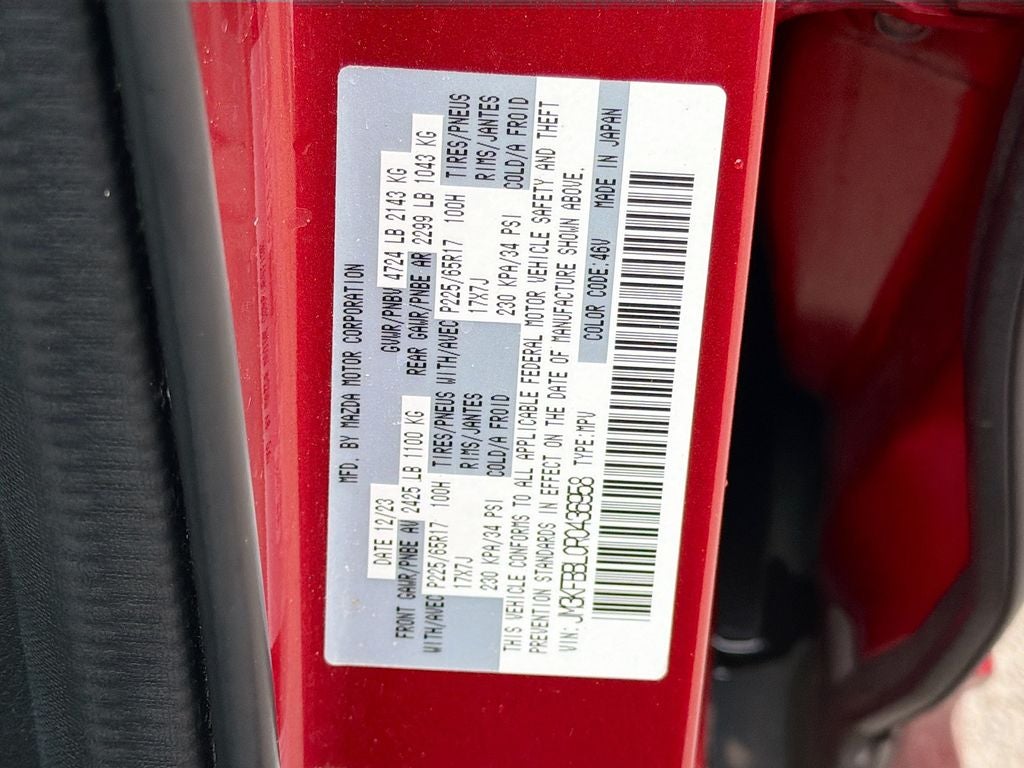 MFD. BY MAZDA MOTOR CORPORATION
DATE 12/23 GVWR/PNBV 4724 LB 2143 KG
FRONT GAWR/PNBE AV 2425 LB 1100 KG REAR GAWR/PNBE AR 2299 LB 1043 KG
WITH/AVEC P225/65R17 100H TIRES/PNEUS WITH/AVEC P225/65R17 100H TIRES/PNEUS
17X7J RIMS/JANTES 17X7J RIMS/JANTES
230 KPA/34 PSI COLD/A FROID 230 KPA/34 PSI COLD/A FROID
THIS VEHICLE CONFORMS TO ALL APPLICABLE FEDERAL MOTOR VEHICLE SAFETY AND THEFT
PREVENTION STANDARDS IN EFFECT ON THE DATE OF MANUFACTURE SHOWN ABOVE.
VIN: JM3KFBBL0R0436958 TYPE:MPV COLOR CODE:46V MADE IN JAPAN